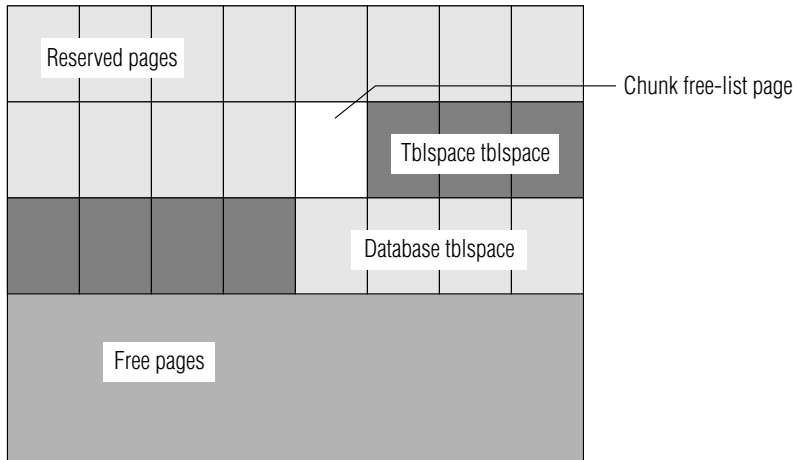 Reserved pages
Chunk free-list page
Tblspace tblspace
Database tblspace
Free pages